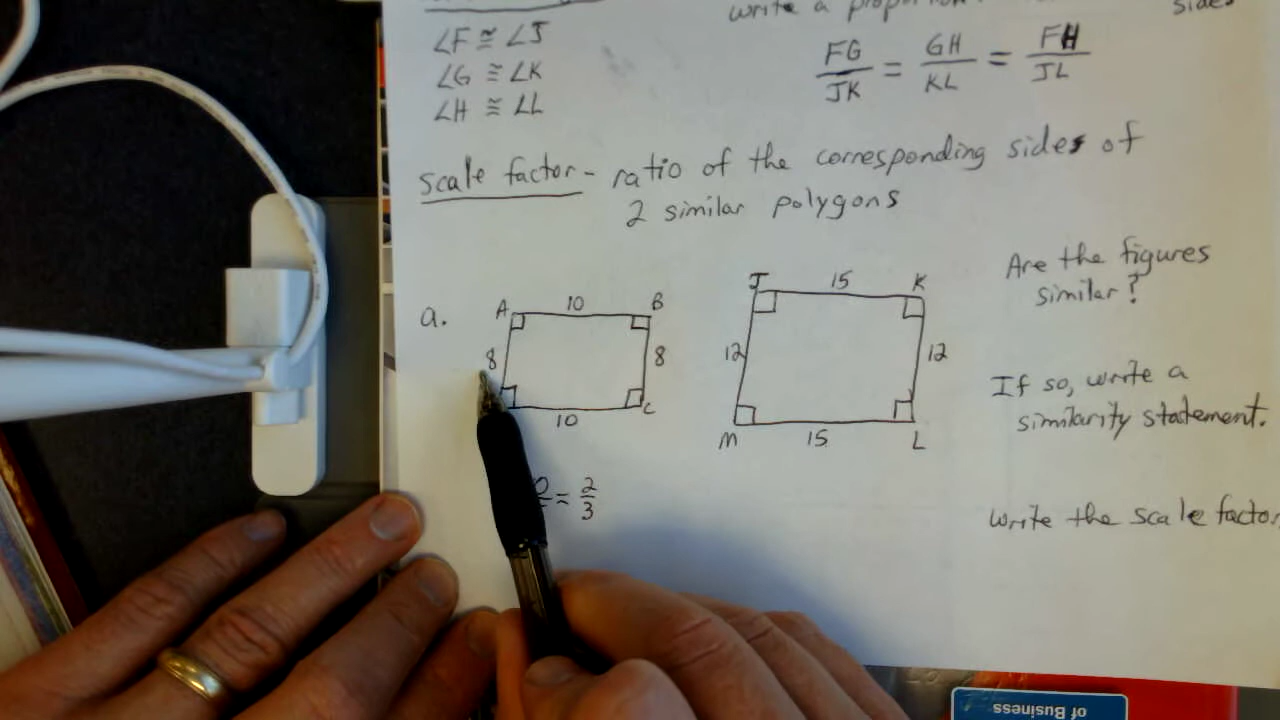 write a proportion
sides
∠F ≅ ∠J
∠G ≅ ∠K
∠H ≅ ∠L
FG/JK = GH/KL = FH/JL
scale factor - ratio of the corresponding sides of
2 similar polygons
a.
A 10 B
8 8
C
10
J 15 K
12 12
M 15 L
Are the figures
similar?
If so, write a
similarity statement.
Write the scale factor
= 2/3
of Business